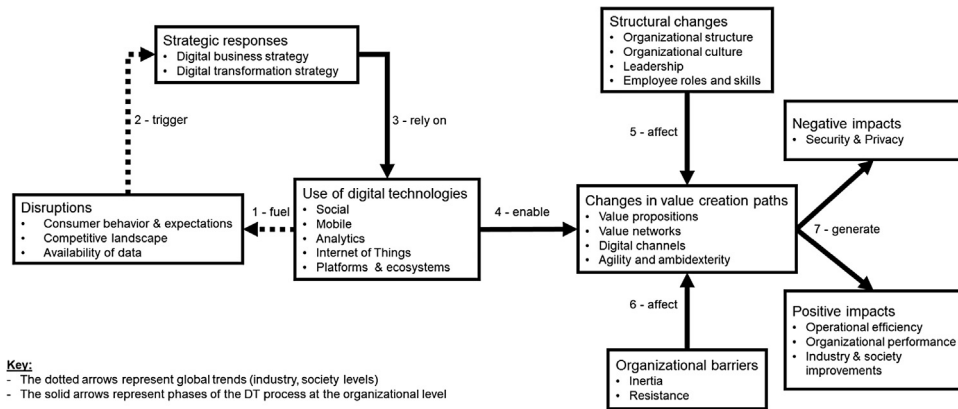 Strategic responses
• Digital business strategy
• Digital transformation strategy
2 - trigger
3 - rely on
Disruptions
• Consumer behavior & expectations
• Competitive landscape
• Availability of data
1 - fuel
Use of digital technologies
• Social
• Mobile
• Analytics
• Internet of Things
• Platforms & ecosystems
4 - enable
Structural changes
• Organizational structure
• Organizational culture
• Leadership
• Employee roles and skills
5 - affect
Changes in value creation paths
• Value propositions
• Value networks
• Digital channels
• Agility and ambidexterity
6 - affect
Organizational barriers
• Inertia
• Resistance
7 - generate
Negative impacts
• Security & Privacy
Positive impacts
• Operational efficiency
• Organizational performance
• Industry & society
improvements
Key:
- The dotted arrows represent global trends (industry, society levels)
- The solid arrows represent phases of the DT process at the organizational level